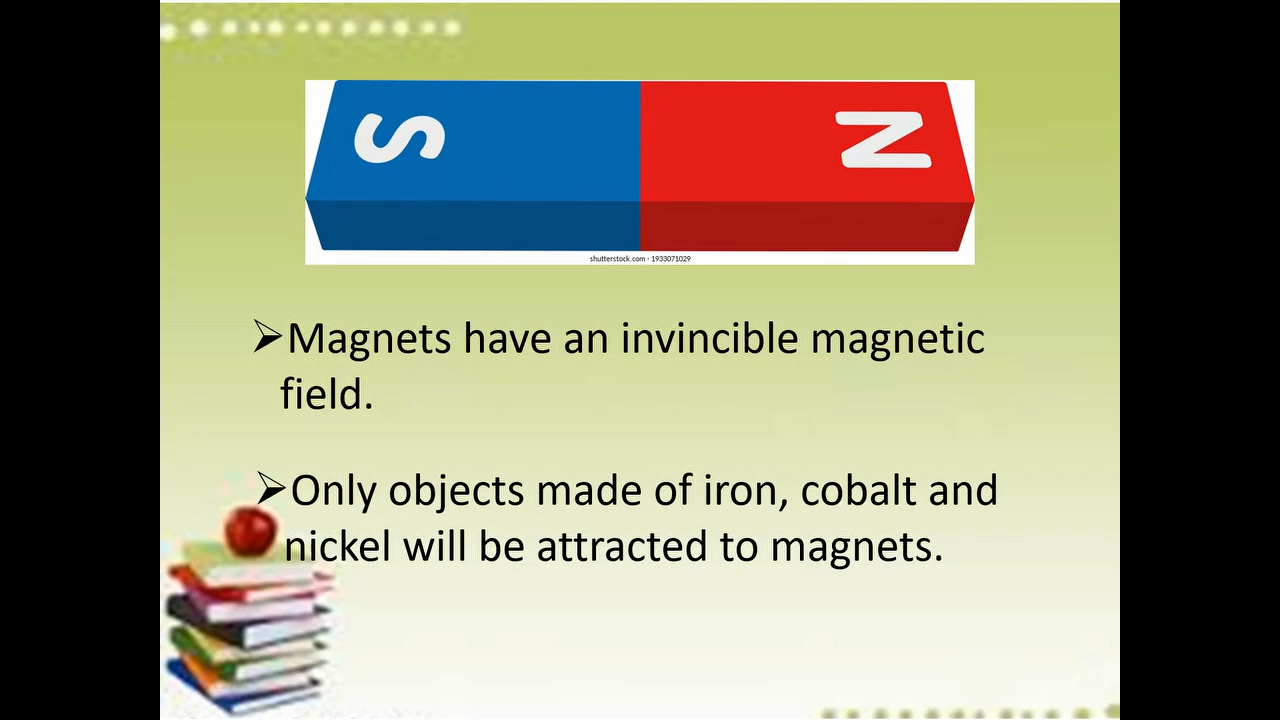 S N
shutterstock.com · 1933071029
➢Magnets have an invincible magnetic
field.
➢Only objects made of iron, cobalt and
nickel will be attracted to magnets.